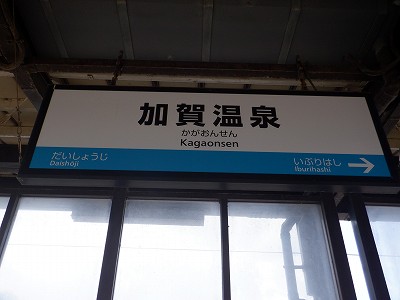 加賀温泉
かがおんせん
Kagaonsen
だいしょうじ いぶりはし →
Daishōji Iburihashi